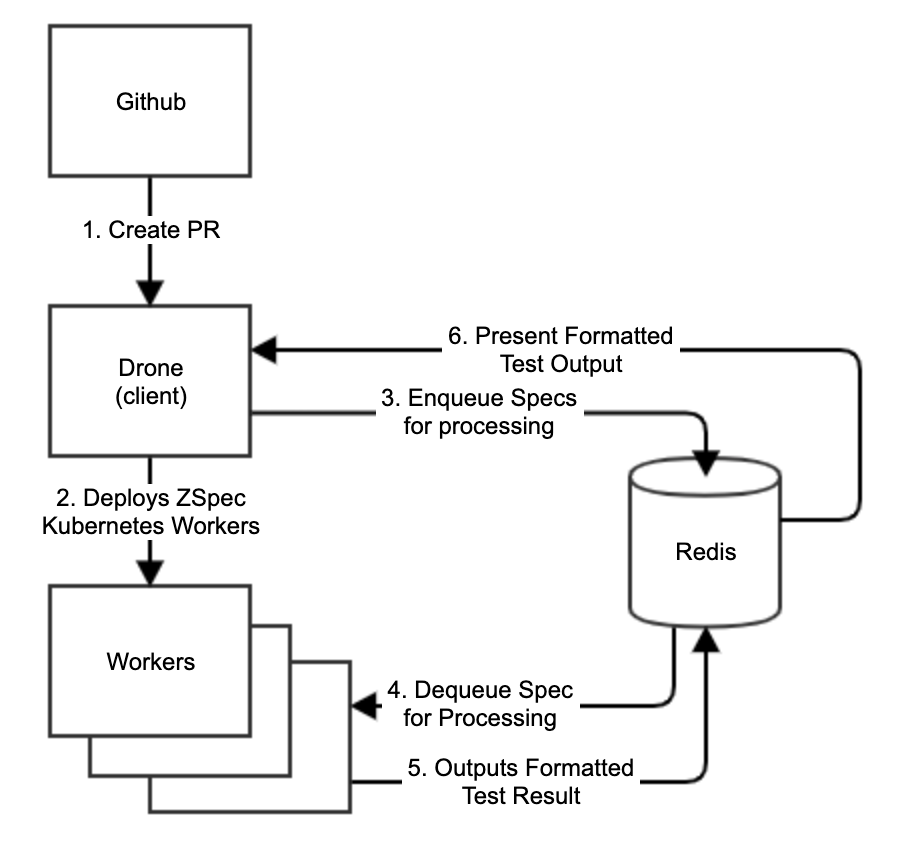 Github
1. Create PR
Drone
(client)
6. Present Formatted
Test Output
3. Enqueue Specs
for processing
2. Deploys ZSpec
Kubernetes Workers
Redis
Workers
4. Dequeue Spec
for Processing
5. Outputs Formatted
Test Result